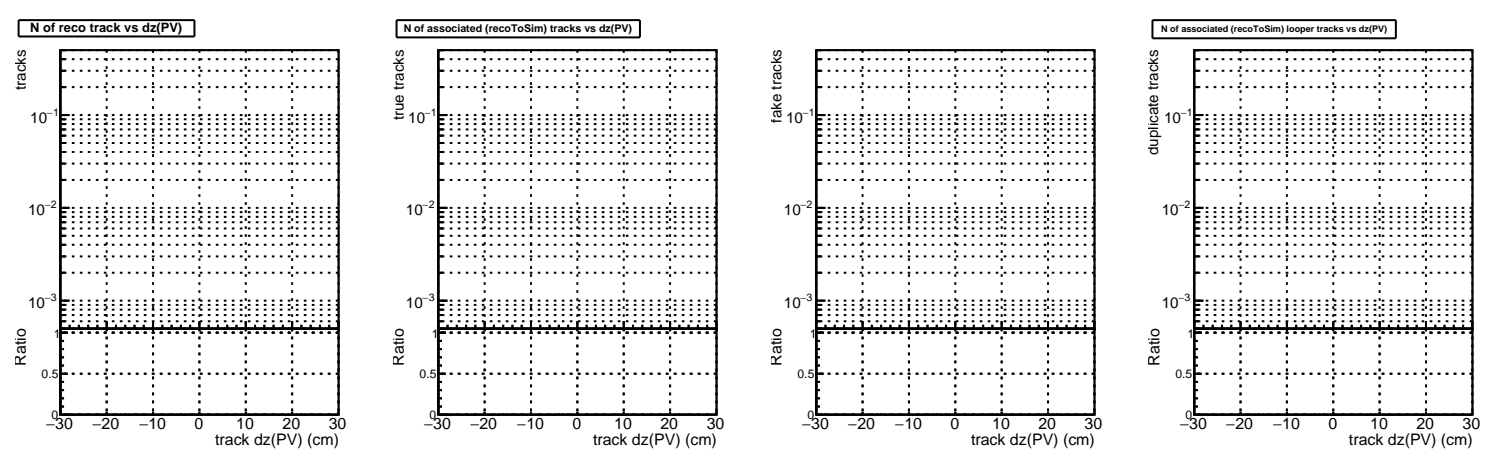 N of reco track vs dz(PV)
tracks
10−1
10−2
10−3
Ratio
1
0.5
0
−30 −20 −10 0 10 20 30
track dz(PV) (cm)
N of associated (recoToSim) tracks vs dz(PV)
true tracks
10−1
10−2
10−3
Ratio
1
0.5
0
−30 −20 −10 0 10 20 30
track dz(PV) (cm)
fake tracks
10−1
10−2
10−3
Ratio
1
0.5
0
−30 −20 −10 0 10 20 30
track dz(PV) (cm)
N of associated (recoToSim) looper tracks vs dz(PV)
duplicate tracks
10−1
10−2
10−3
Ratio
1
0.5
0
−30 −20 −10 0 10 20 30
track dz(PV) (cm)